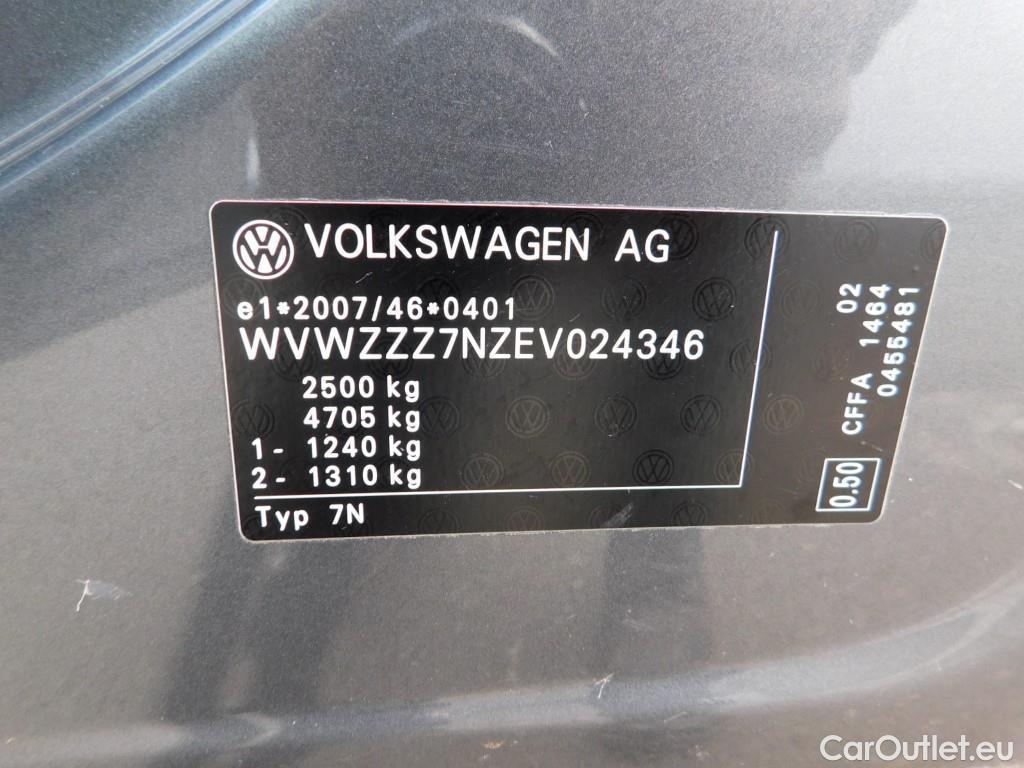 VOLKSWAGEN AG
e1*2007/46*0401
WVWZZZ7NZEV024346
2500 kg
4705 kg
1- 1240 kg
2- 1310 kg
Typ 7N
02
CFFA 1464
0455481
0.50
CarOutlet.eu